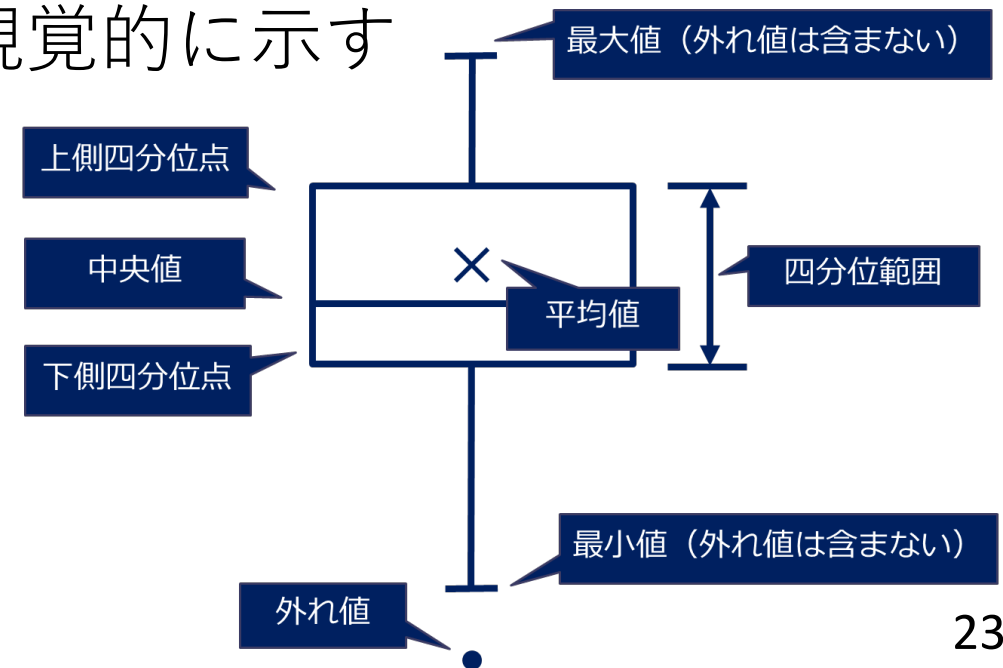 視覚的に示す
最大値（外れ値は含まない）
上側四分位点
中央値
四分位範囲
平均値
下側四分位点
最小値（外れ値は含まない）
外れ値
23